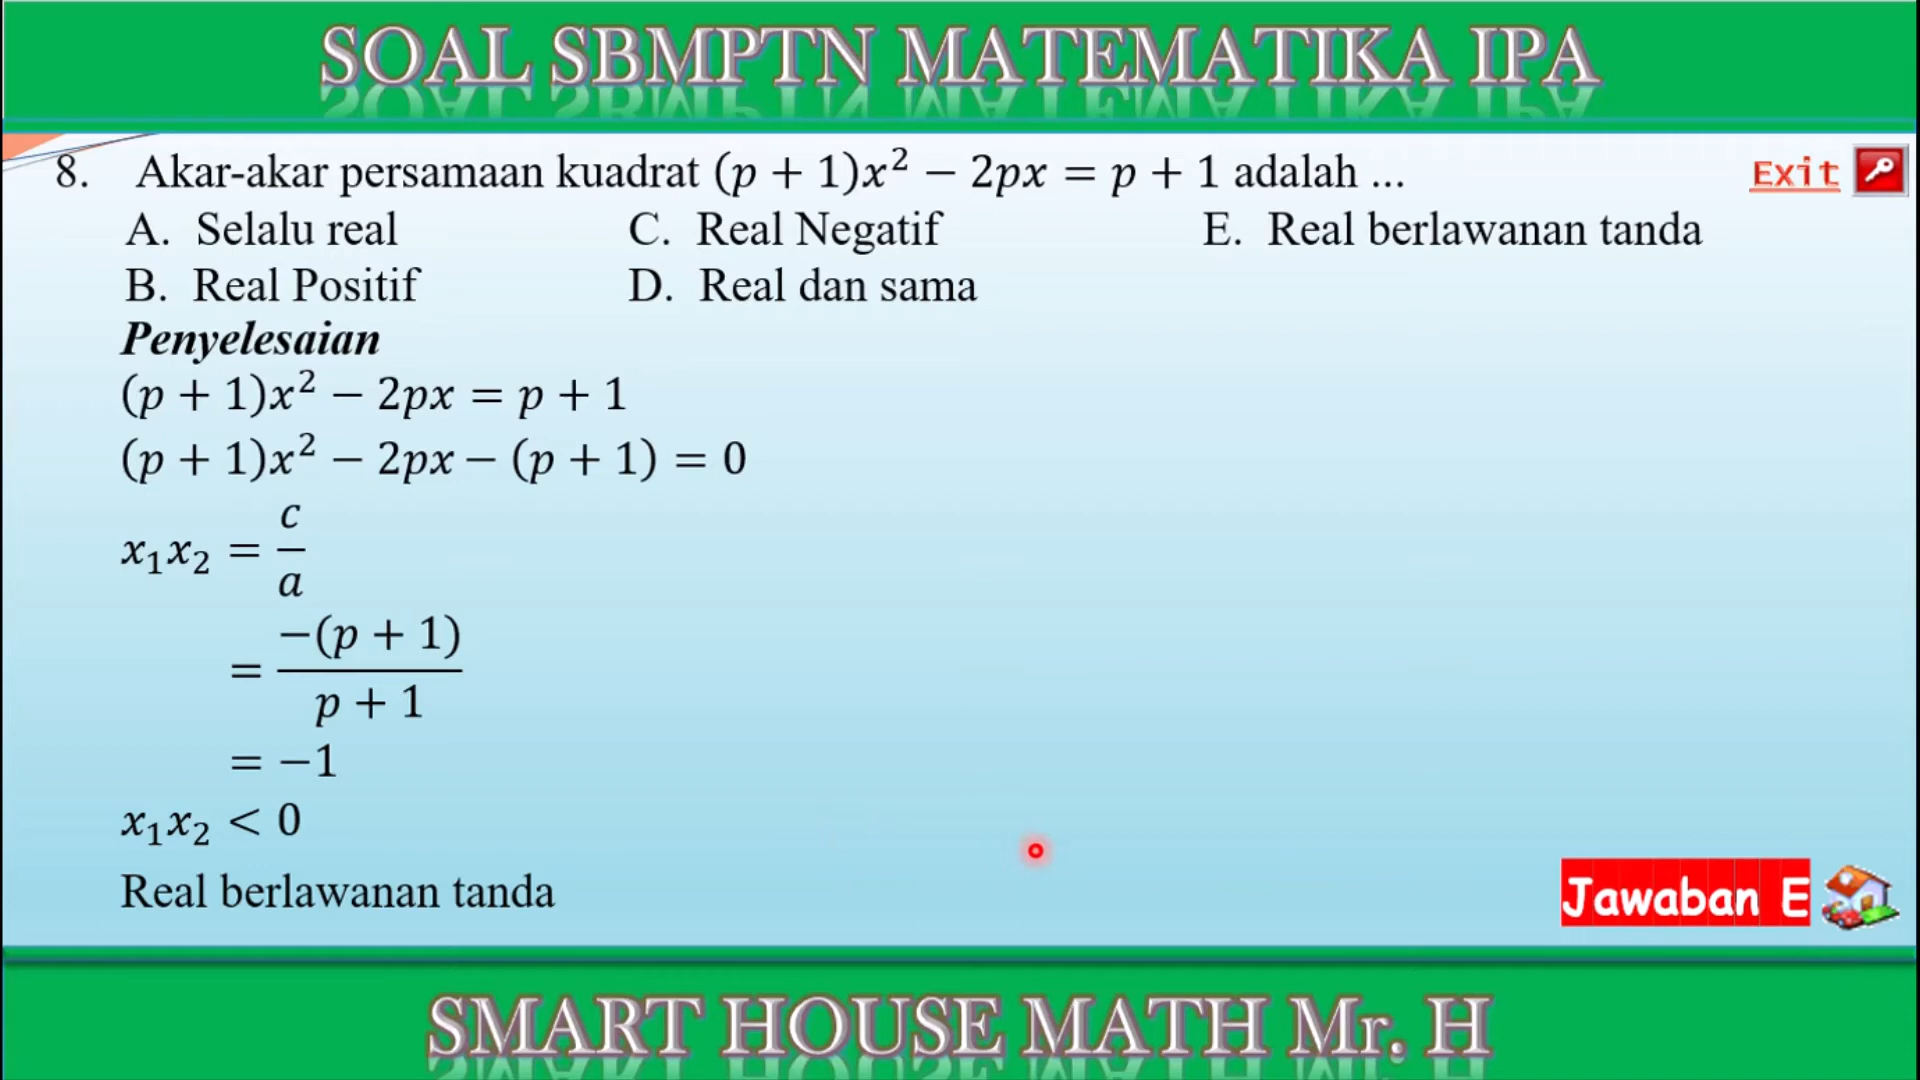 SOAL SBMPTN MATEMATIKA IPA
8. Akar-akar persamaan kuadrat (p + 1)x² − 2px = p + 1 adalah ...
Exit
A. Selalu real C. Real Negatif E. Real berlawanan tanda
B. Real Positif D. Real dan sama
Penyelesaian
(p + 1)x² − 2px = p + 1
(p + 1)x² − 2px − (p + 1) = 0
x₁x₂ = c/a
= −(p + 1)/(p + 1)
= −1
x₁x₂ < 0
Real berlawanan tanda
Jawaban E
SMART HOUSE MATH Mr. H